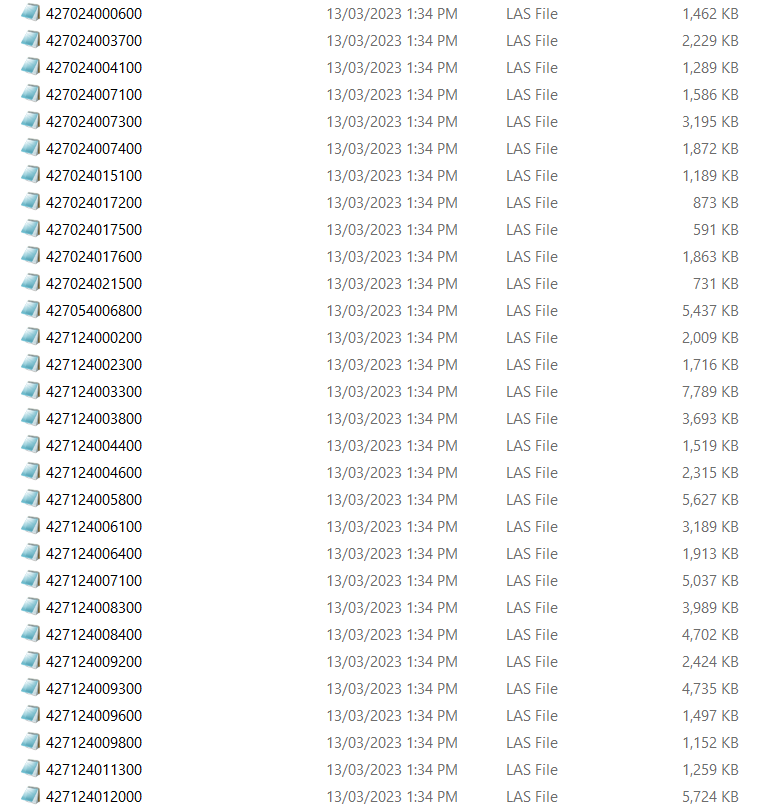 427024000600 13/03/2023 1:34 PM LAS File 1,462 KB
427024003700 13/03/2023 1:34 PM LAS File 2,229 KB
427024004100 13/03/2023 1:34 PM LAS File 1,289 KB
427024007100 13/03/2023 1:34 PM LAS File 1,586 KB
427024007300 13/03/2023 1:34 PM LAS File 3,195 KB
427024007400 13/03/2023 1:34 PM LAS File 1,872 KB
427024015100 13/03/2023 1:34 PM LAS File 1,189 KB
427024017200 13/03/2023 1:34 PM LAS File 873 KB
427024017500 13/03/2023 1:34 PM LAS File 591 KB
427024017600 13/03/2023 1:34 PM LAS File 1,863 KB
427024021500 13/03/2023 1:34 PM LAS File 731 KB
427054006800 13/03/2023 1:34 PM LAS File 5,437 KB
427124000200 13/03/2023 1:34 PM LAS File 2,009 KB
427124002300 13/03/2023 1:34 PM LAS File 1,716 KB
427124003300 13/03/2023 1:34 PM LAS File 7,789 KB
427124003800 13/03/2023 1:34 PM LAS File 3,693 KB
427124004400 13/03/2023 1:34 PM LAS File 1,519 KB
427124004600 13/03/2023 1:34 PM LAS File 2,315 KB
427124005800 13/03/2023 1:34 PM LAS File 5,627 KB
427124006100 13/03/2023 1:34 PM LAS File 3,189 KB
427124006400 13/03/2023 1:34 PM LAS File 1,913 KB
427124007100 13/03/2023 1:34 PM LAS File 5,037 KB
427124008300 13/03/2023 1:34 PM LAS File 3,989 KB
427124008400 13/03/2023 1:34 PM LAS File 4,702 KB
427124009200 13/03/2023 1:34 PM LAS File 2,424 KB
427124009300 13/03/2023 1:34 PM LAS File 4,735 KB
427124009600 13/03/2023 1:34 PM LAS File 1,497 KB
427124009800 13/03/2023 1:34 PM LAS File 1,152 KB
427124011300 13/03/2023 1:34 PM LAS File 1,259 KB
427124012000 13/03/2023 1:34 PM LAS File 5,724 KB